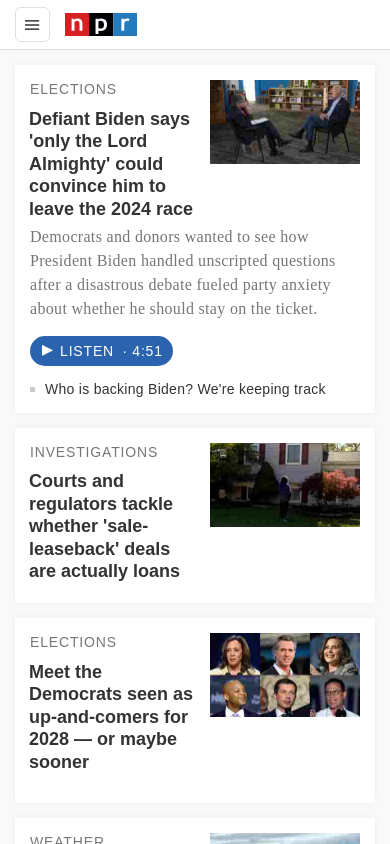 npr
ELECTIONS
Defiant Biden says
'only the Lord
Almighty' could
convince him to
leave the 2024 race
Democrats and donors wanted to see how
President Biden handled unscripted questions
after a disastrous debate fueled party anxiety
about whether he should stay on the ticket.
LISTEN · 4:51
Who is backing Biden? We're keeping track
INVESTIGATIONS
Courts and
regulators tackle
whether 'sale-
leaseback' deals
are actually loans
ELECTIONS
Meet the
Democrats seen as
up-and-comers for
2028 — or maybe
sooner
WEATHER